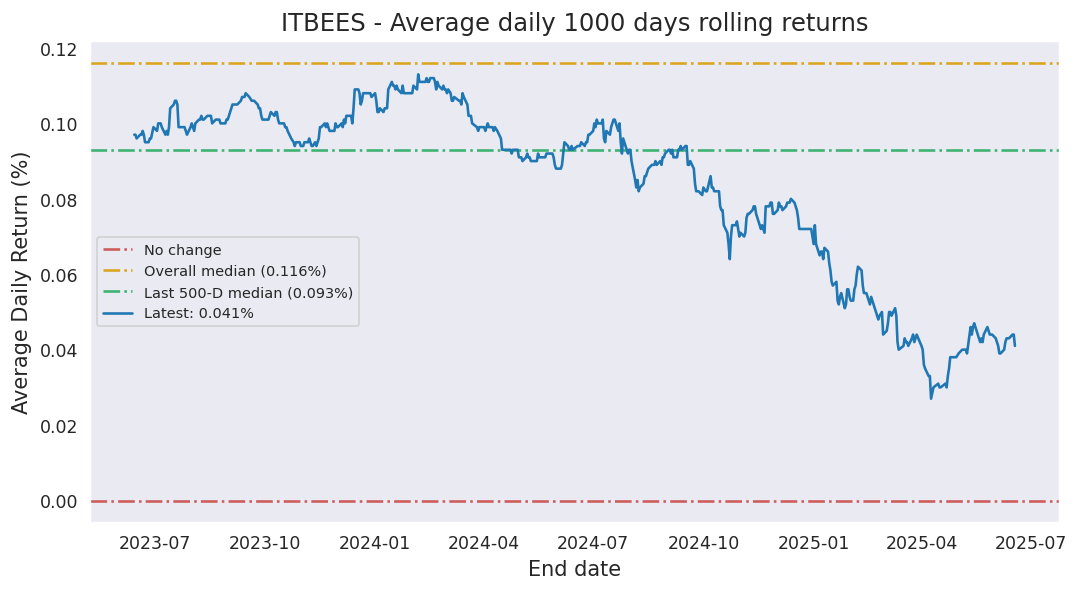 ITBEES - Average daily 1000 days rolling returns
Average Daily Return (%)
0.12
0.10
0.08
0.06
0.04
0.02
0.00
No change
Overall median (0.116%)
Last 500-D median (0.093%)
Latest: 0.041%
2023-07 2023-10 2024-01 2024-04 2024-07 2024-10 2025-01 2025-04 2025-07
End date